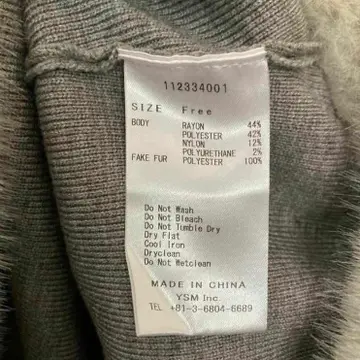 112334001
SIZE Free
BODY RAYON 44%
POLYESTER 42%
NYLON 12%
POLYURETHANE 2%
FAKE FUR POLYESTER 100%
Do Not Wash
Do Not Bleach
Do Not Tumble Dry
Dry Flat
Cool Iron
Dryclean
Do Not Wetclean
MADE IN CHINA
YSM Inc.
TEL +81-3-6804-6689